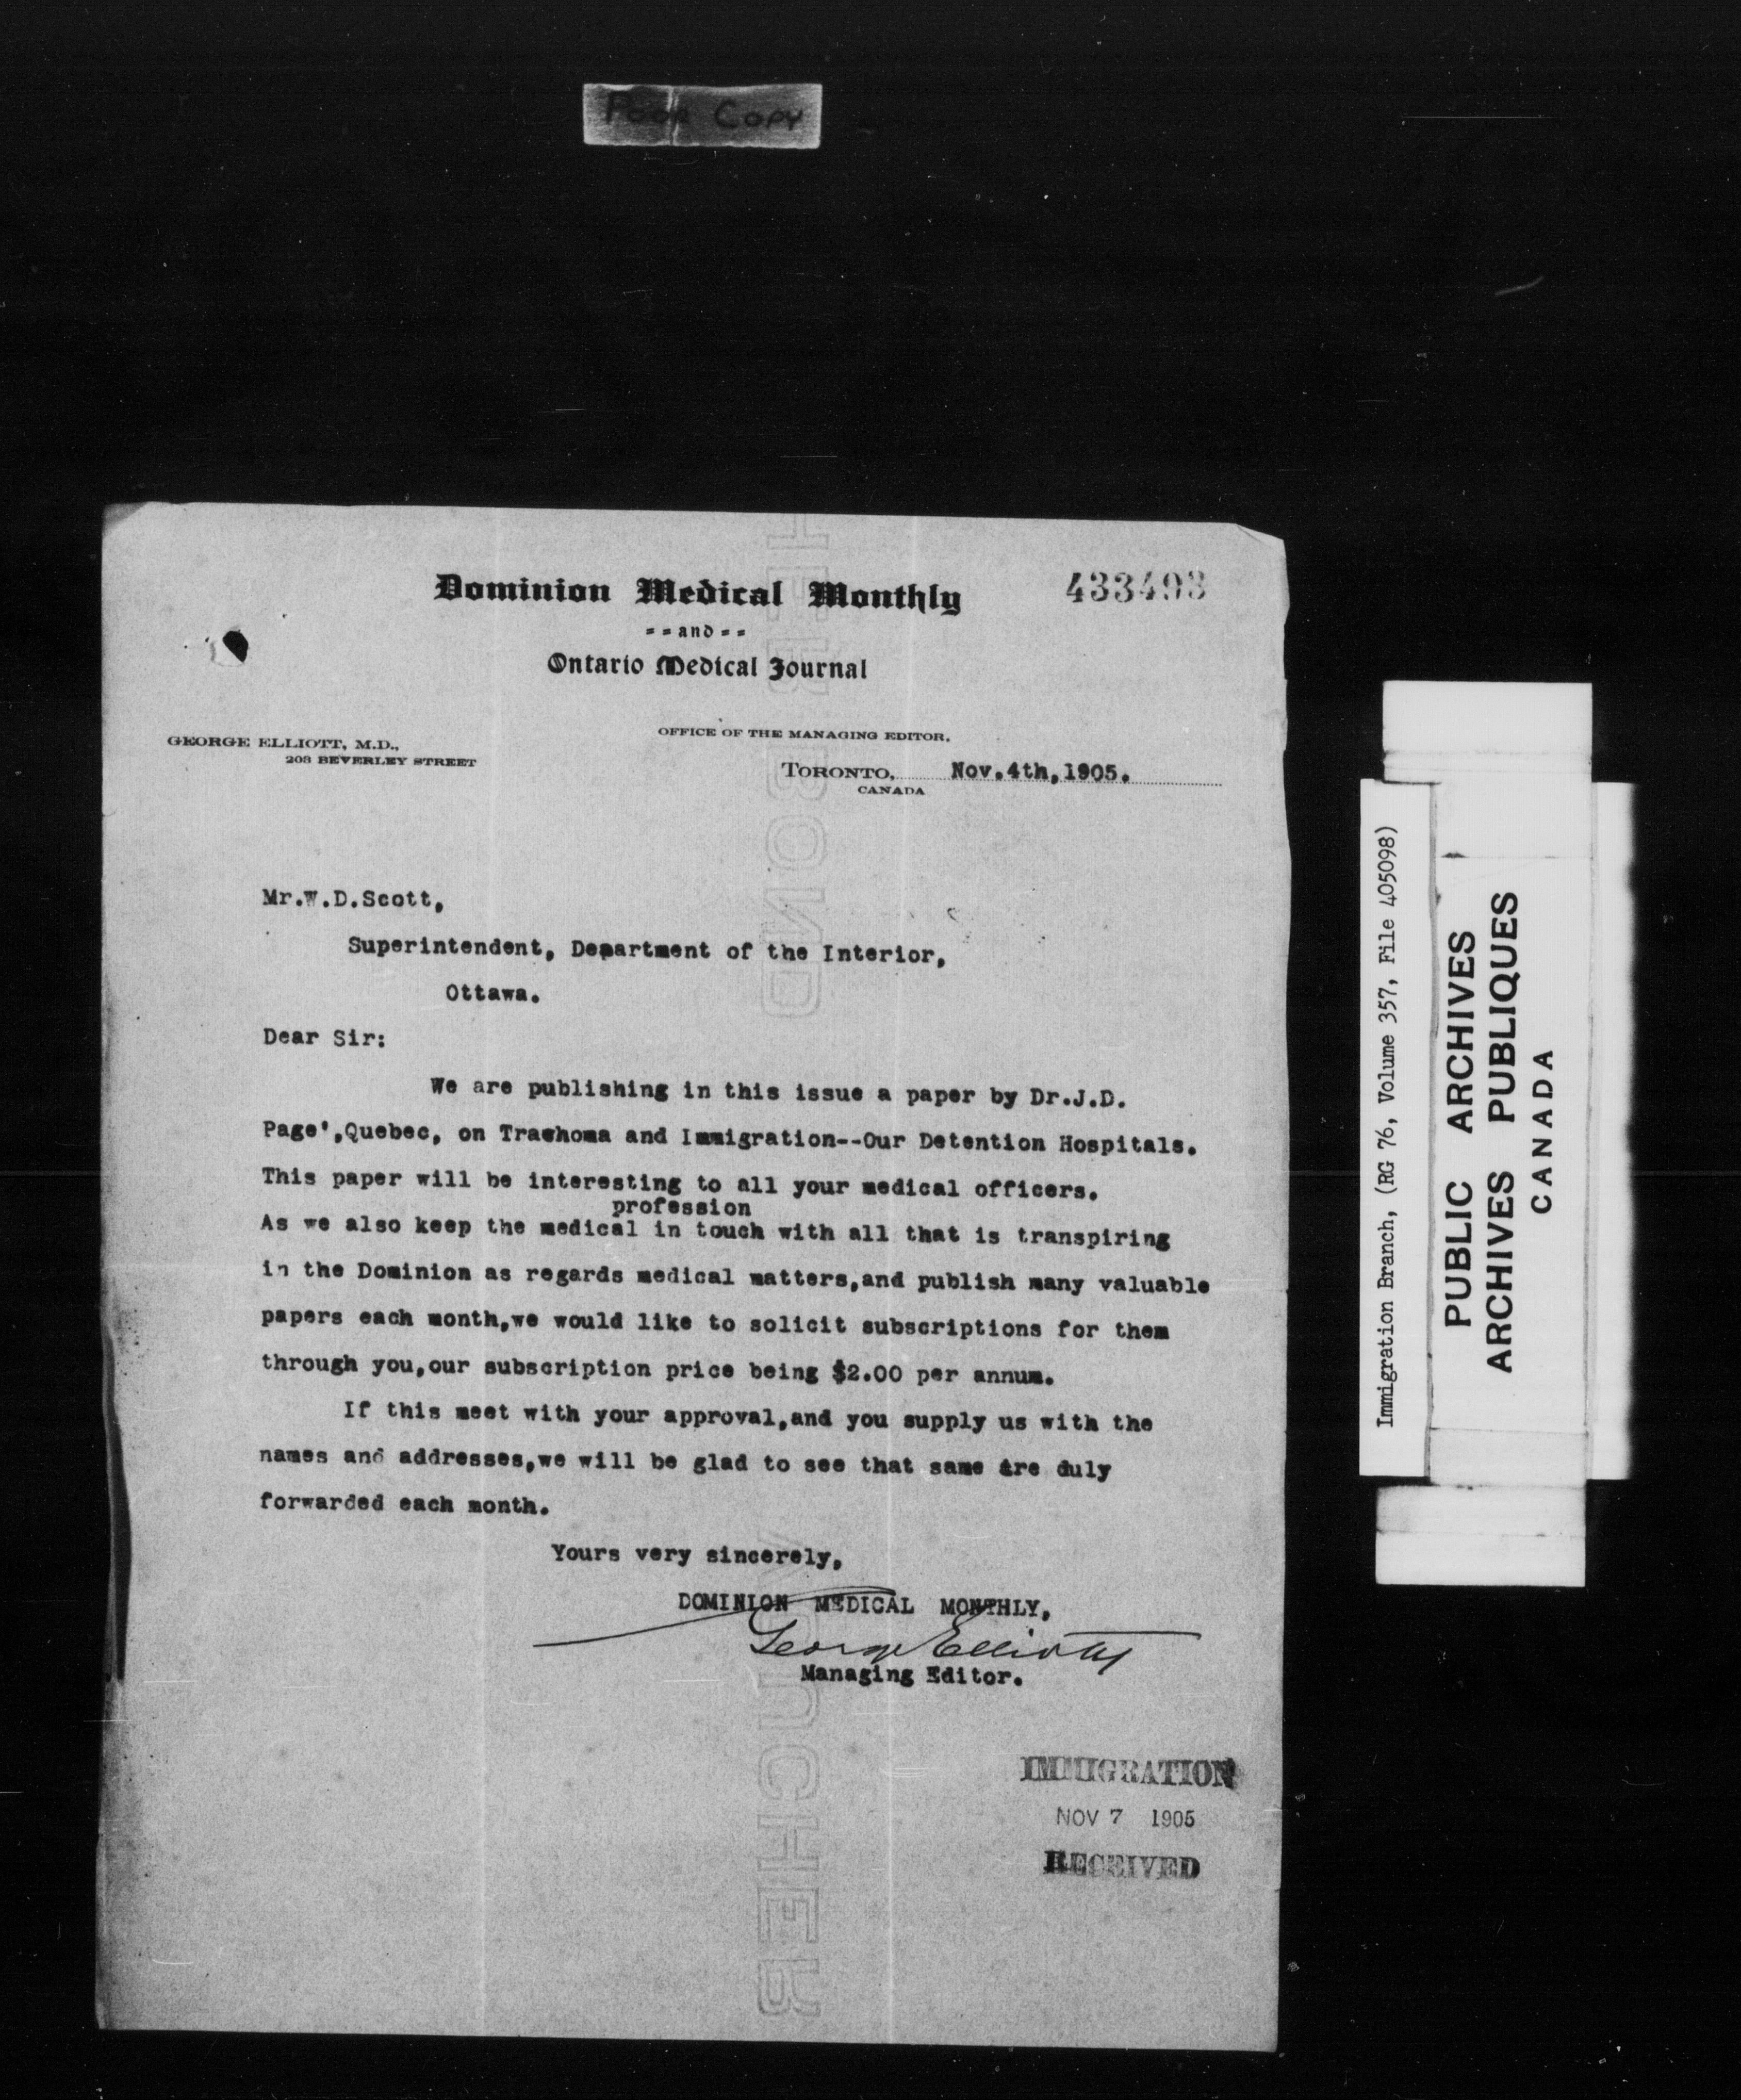 Poor Copy
Dominion Medical Monthly
433493
--and--
Ontario Medical Journal
OFFICE OF THE MANAGING EDITOR.
GEORGE ELLIOTT, M.D.,
203 BEVERLEY STREET
TORONTO, Nov.4th,1905.
CANADA
Mr.W.D.Scott,
Superintendent, Department of the Interior,
Ottawa.
Dear Sir:
We are publishing in this issue a paper by Dr.J.D.
Page',Quebec, on Trachoma and Immigration--Our Detention Hospitals.
This paper will be interesting to all your medical officers.
profession
As we also keep the medical in touch with all that is transpiring
in the Dominion as regards medical matters,and publish many valuable
papers each month,we would like to solicit subscriptions for them
through you,our subscription price being $2.00 per annum.
If this meet with your approval,and you supply us with the
names and addresses,we will be glad to see that same are duly
forwarded each month.
Yours very sincerely,
DOMINION MEDICAL MONTHLY,
George Elliott
Managing Editor.
IMMIGRATION
NOV 7 1905
RECEIVED
Immigration Branch, (RG 76, Volume 357, File 405098)
PUBLIC ARCHIVES
ARCHIVES PUBLIQUES
CANADA